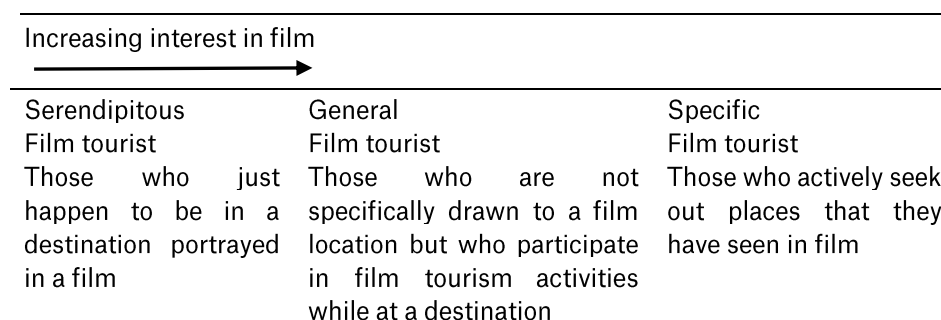 Increasing interest in film
Serendipitous
Film tourist
Those who just
happen to be in a
destination portrayed
in a film
General
Film tourist
Those who are not
specifically drawn to a film
location but who participate
in film tourism activities
while at a destination
Specific
Film tourist
Those who actively seek
out places that they
have seen in film